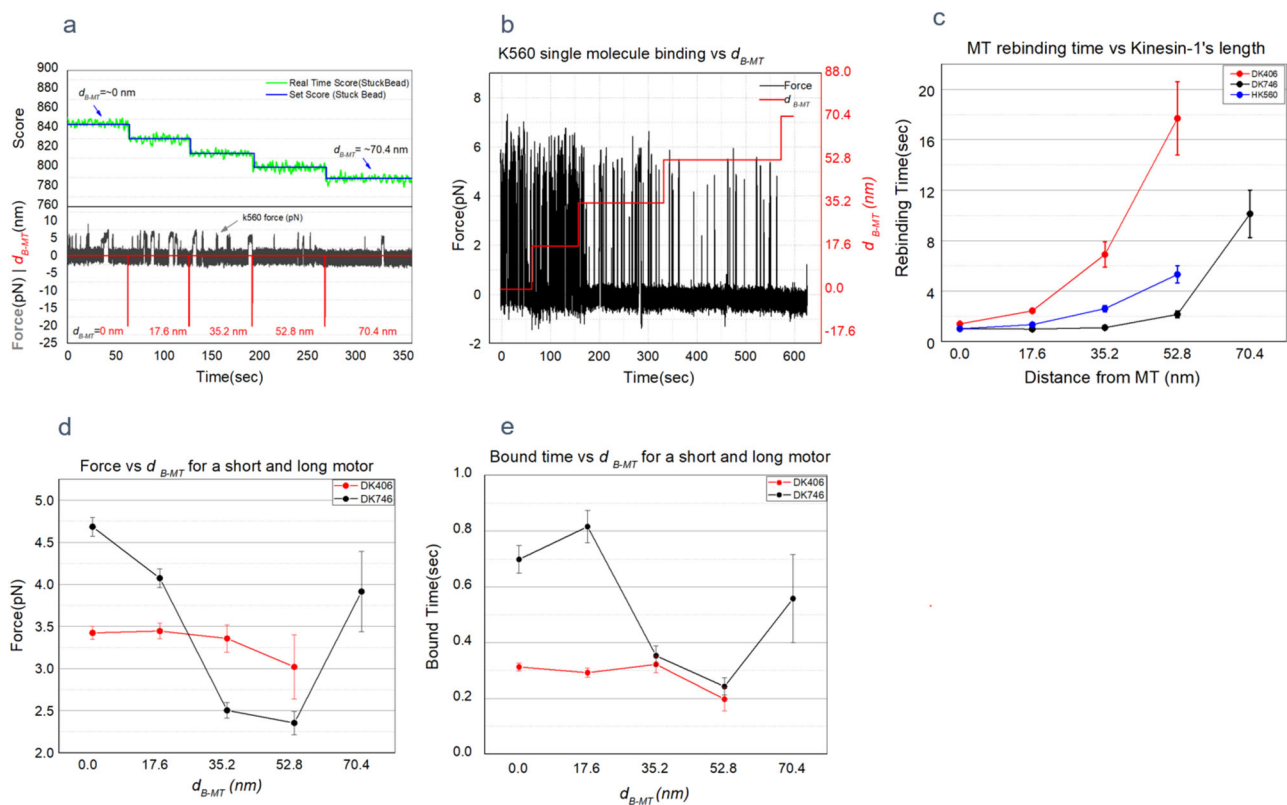 a
900
880
860
840
820
800
780
760
Score
Real Time Score(StuckBead)
Set Score (Stuck Bead)
d B-MT=~0 nm
d B-MT= ~70.4 nm
10
5
0
-5
-10
-15
-20
-25
Force(pN) | d B-MT(nm)
k560 force (pN)
d B-MT=0 nm 17.6 nm 35.2 nm 52.8 nm 70.4 nm
0 50 100 150 200 250 300 350
Time(sec)
b
K560 single molecule binding vs d B-MT
Force
d B-MT
8
6
4
2
0
-2
Force(pN)
88.0
70.4
52.8
35.2
17.6
0.0
-17.6
d B-MT (nm)
0 100 200 300 400 500 600
Time(sec)
c
MT rebinding time vs Kinesin-1's length
DK406
DK746
HK560
20
16
12
8
4
0
Rebinding Time(sec)
0.0 17.6 35.2 52.8 70.4
Distance from MT (nm)
d
Force vs d B-MT for a short and long motor
DK406
DK746
5.0
4.5
4.0
3.5
3.0
2.5
2.0
Force(pN)
0.0 17.6 35.2 52.8 70.4
d B-MT (nm)
e
Bound time vs d B-MT for a short and long motor
DK406
DK746
1.0
0.8
0.6
0.4
0.2
0.0
Bound Time(sec)
0.0 17.6 35.2 52.8 70.4
d B-MT (nm)